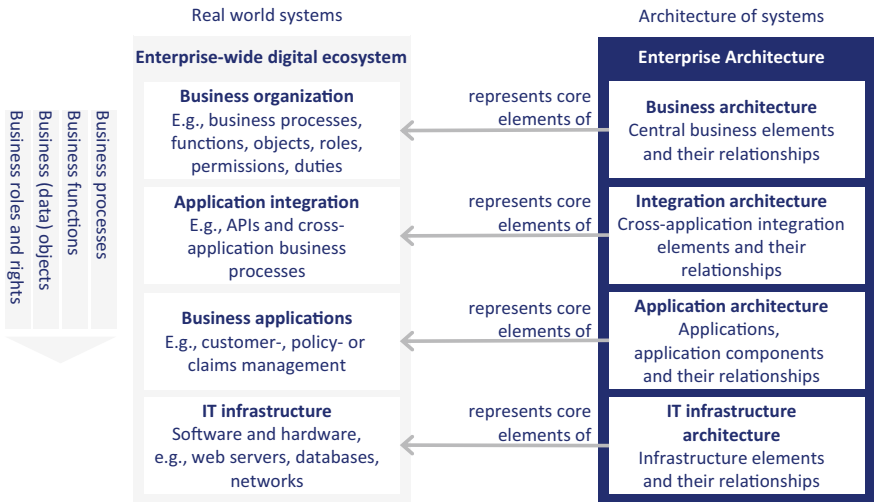 Real world systems
Architecture of systems
Enterprise-wide digital ecosystem
Enterprise Architecture
Business roles and rights
Business (data) objects
Business functions
Business processes
Business organization
E.g., business processes,
functions, objects, roles,
permissions, duties
represents core
elements of
Business architecture
Central business elements
and their relationships
Application integration
E.g., APIs and cross-
application business
processes
represents core
elements of
Integration architecture
Cross-application integration
elements and their
relationships
Business applications
E.g., customer-, policy- or
claims management
represents core
elements of
Application architecture
Applications,
application components
and their relationships
IT infrastructure
Software and hardware,
e.g., web servers, databases,
networks
represents core
elements of
IT infrastructure
architecture
Infrastructure elements
and their relationships